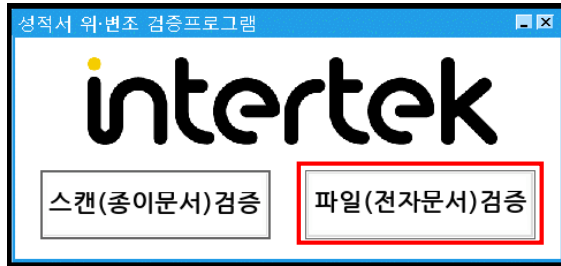 성적서 위·변조 검증프로그램
intertek
스캔(종이문서)검증
파일(전자문서)검증